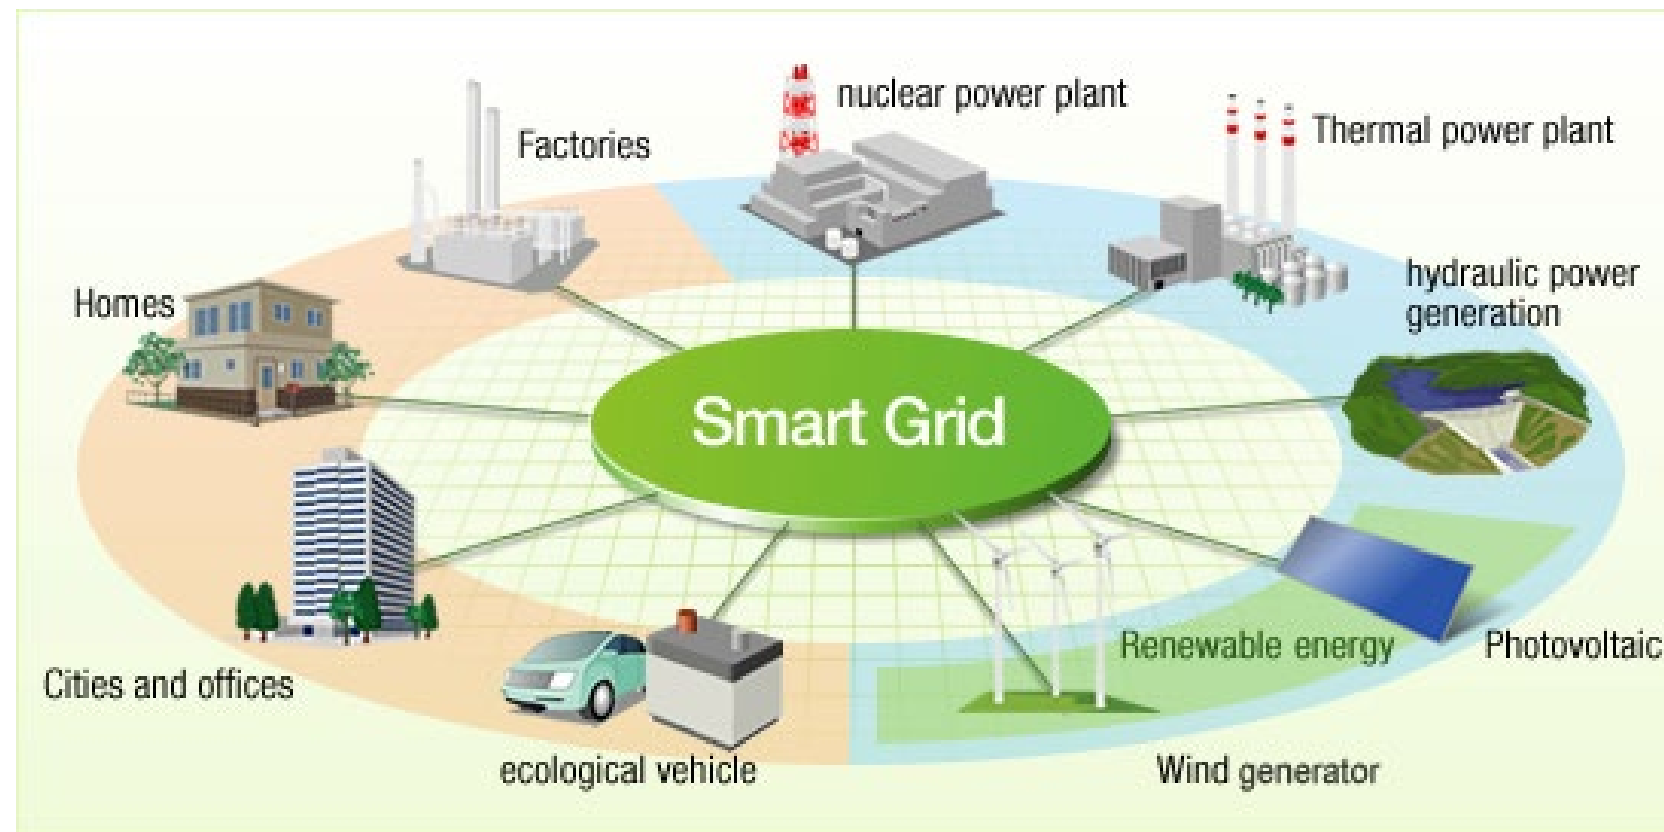 nuclear power plant
Factories
Thermal power plant
hydraulic power
generation
Homes
Smart Grid
Renewable energy
Photovoltaic
Cities and offices
ecological vehicle
Wind generator